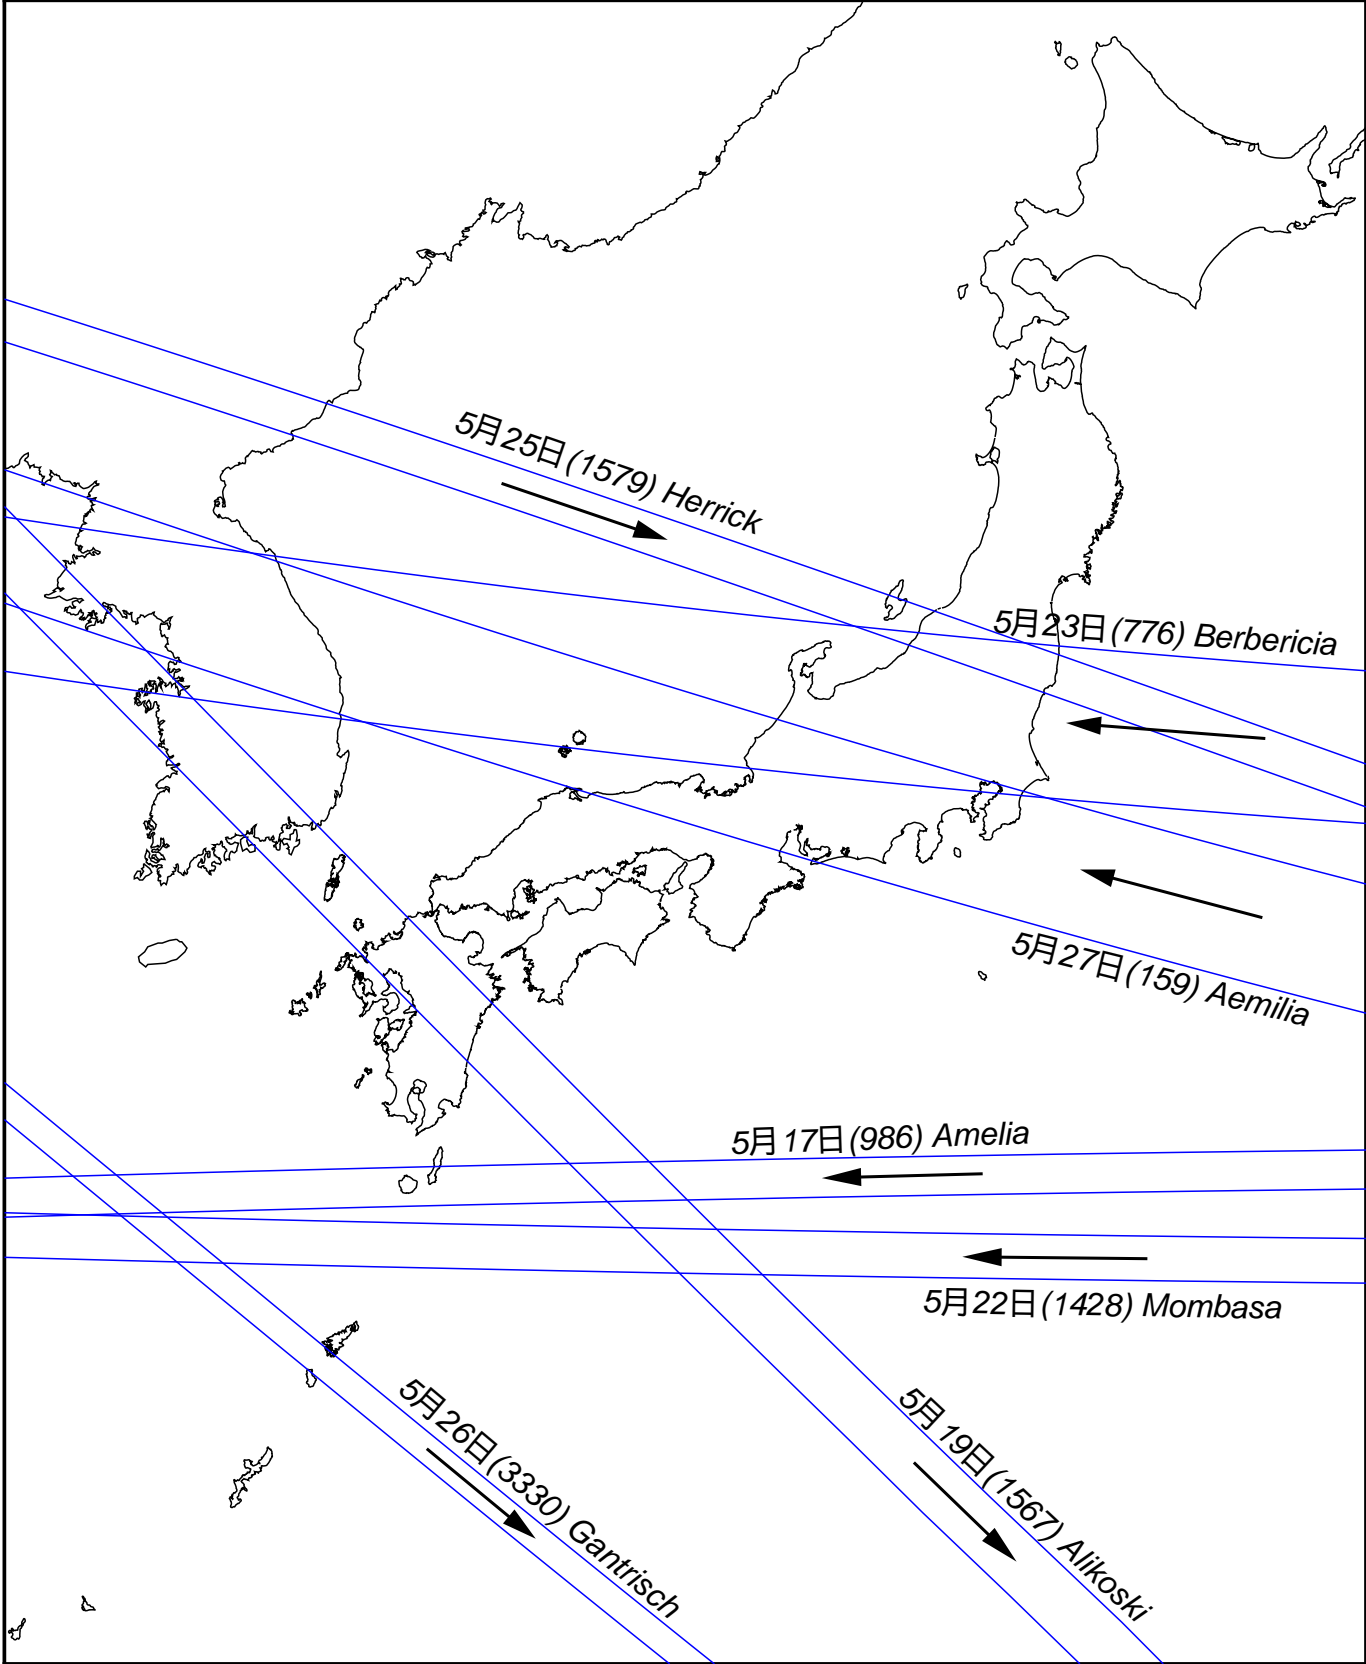 5月25日(1579) Herrick
5月23日(776) Berbericia
5月27日(159) Aemilia
5月17日(986) Amelia
5月22日(1428) Mombasa
5月26日(3330) Gantrisch
5月19日(1567) Alikoski